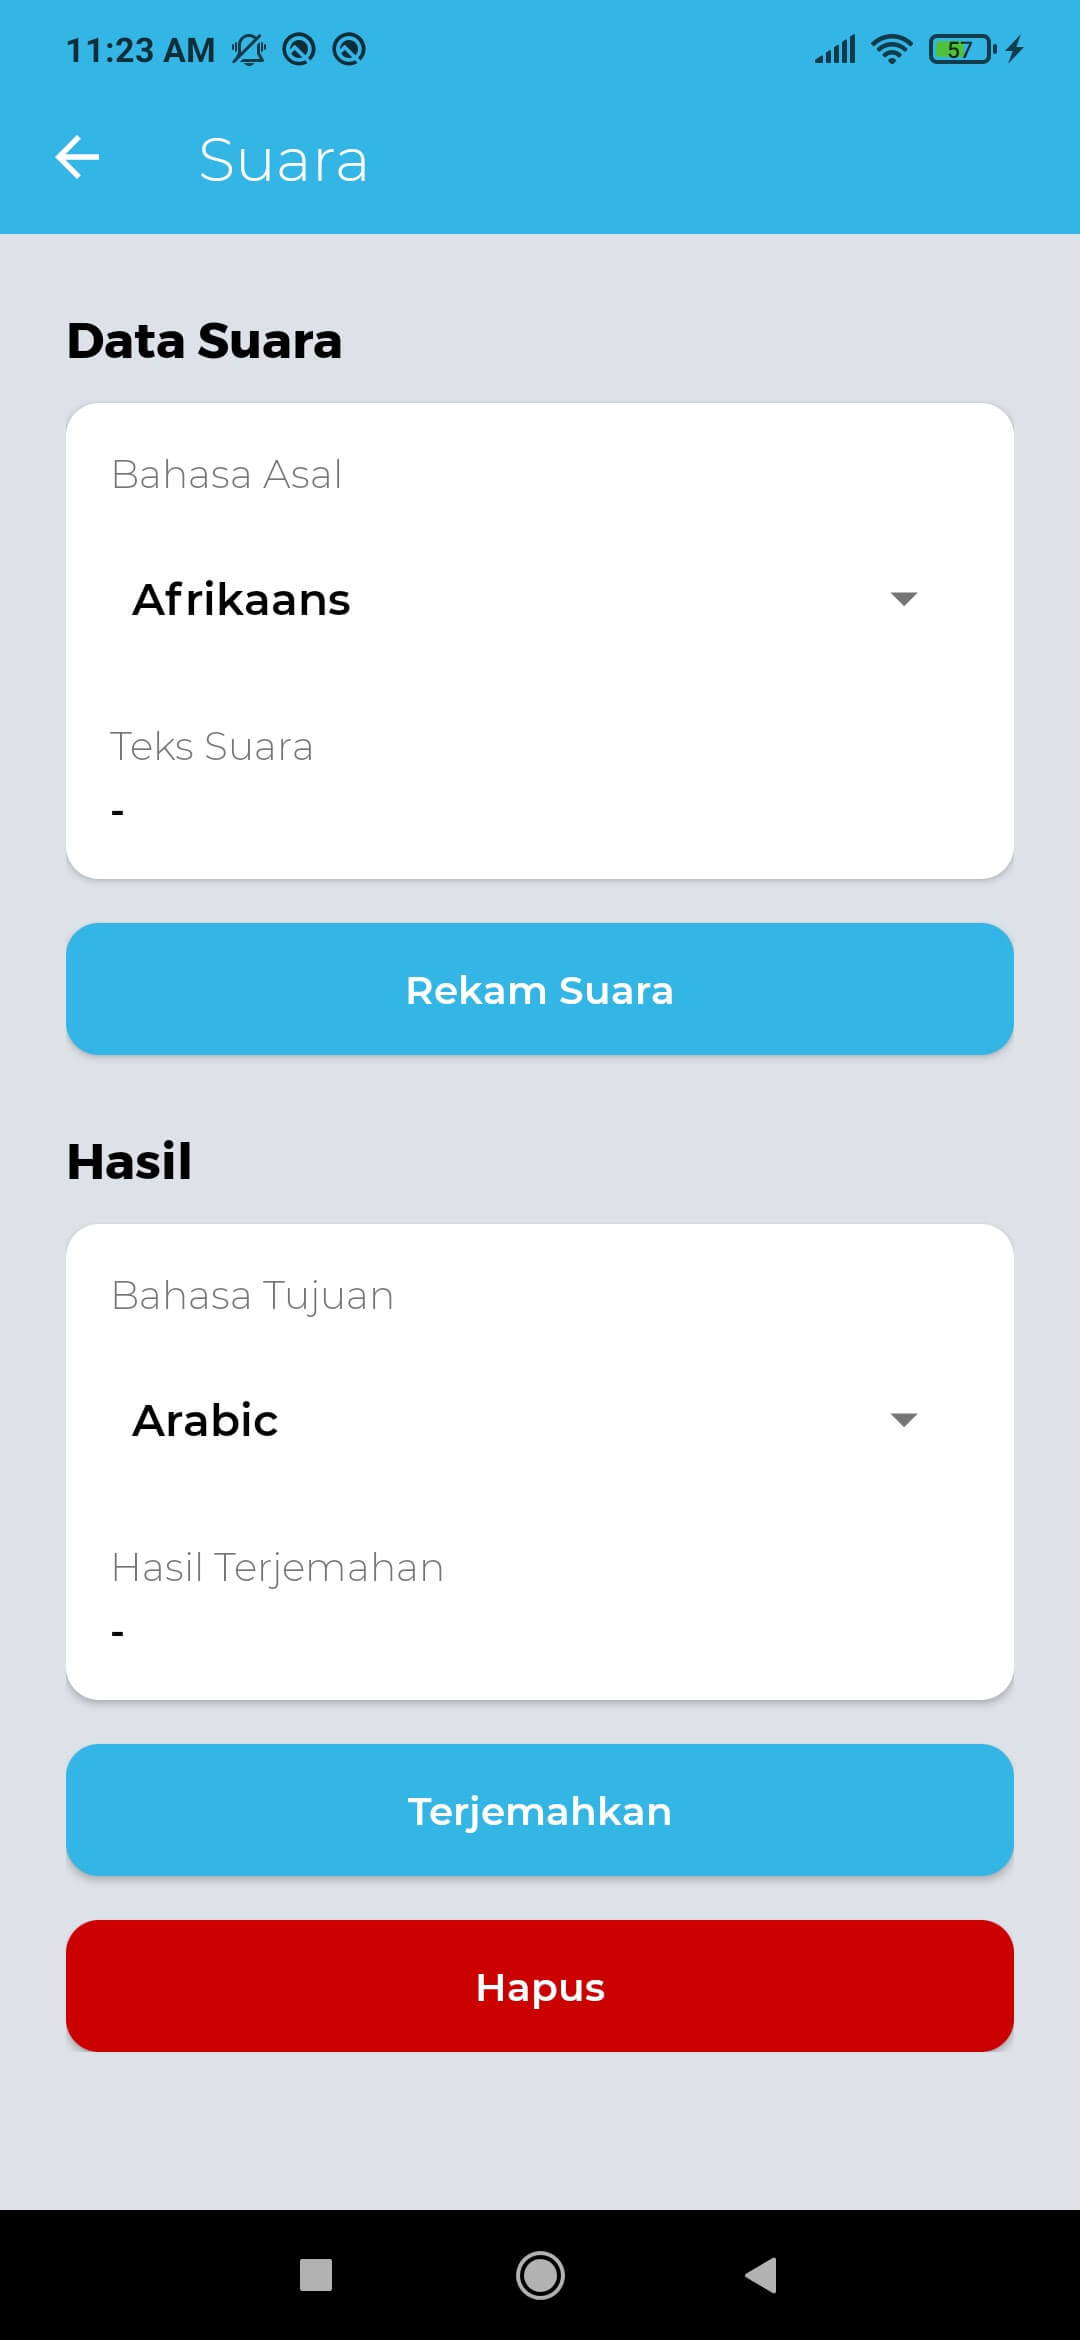 11:23 AM
57
Suara
Data Suara
Bahasa Asal
Afrikaans
Teks Suara
-
Rekam Suara
Hasil
Bahasa Tujuan
Arabic
Hasil Terjemahan
-
Terjemahkan
Hapus